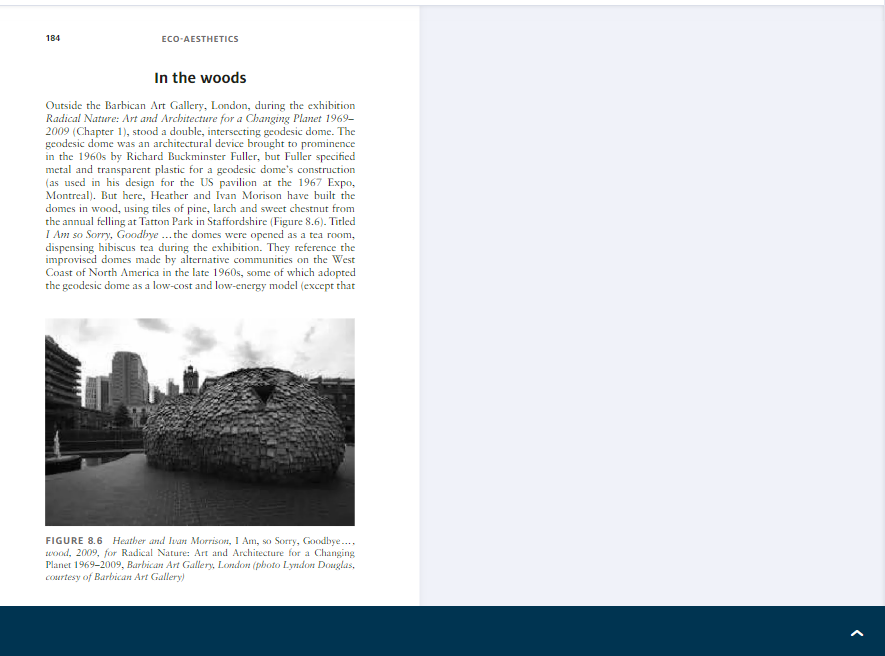 184
ECO-AESTHETICS
In the woods
Outside the Barbican Art Gallery, London, during the exhibition
Radical Nature: Art and Architecture for a Changing Planet 1969–
2009 (Chapter 1), stood a double, intersecting geodesic dome. The
geodesic dome was an architectural device brought to prominence
in the 1960s by Richard Buckminster Fuller, but Fuller specified
metal and transparent plastic for a geodesic dome's construction
(as used in his design for the US pavilion at the 1967 Expo,
Montreal). But here, Heather and Ivan Morison have built the
domes in wood, using tiles of pine, larch and sweet chestnut from
the annual felling at Tatton Park in Staffordshire (Figure 8.6). Titled
I Am so Sorry, Goodbye … the domes were opened as a tea room,
dispensing hibiscus tea during the exhibition. They reference the
improvised domes made by alternative communities on the West
Coast of North America in the late 1960s, some of which adopted
the geodesic dome as a low-cost and low-energy model (except that
FIGURE 8.6 Heather and Ivan Morrison, I Am, so Sorry, Goodbye…,
wood, 2009, for Radical Nature: Art and Architecture for a Changing
Planet 1969–2009, Barbican Art Gallery, London (photo Lyndon Douglas,
courtesy of Barbican Art Gallery)